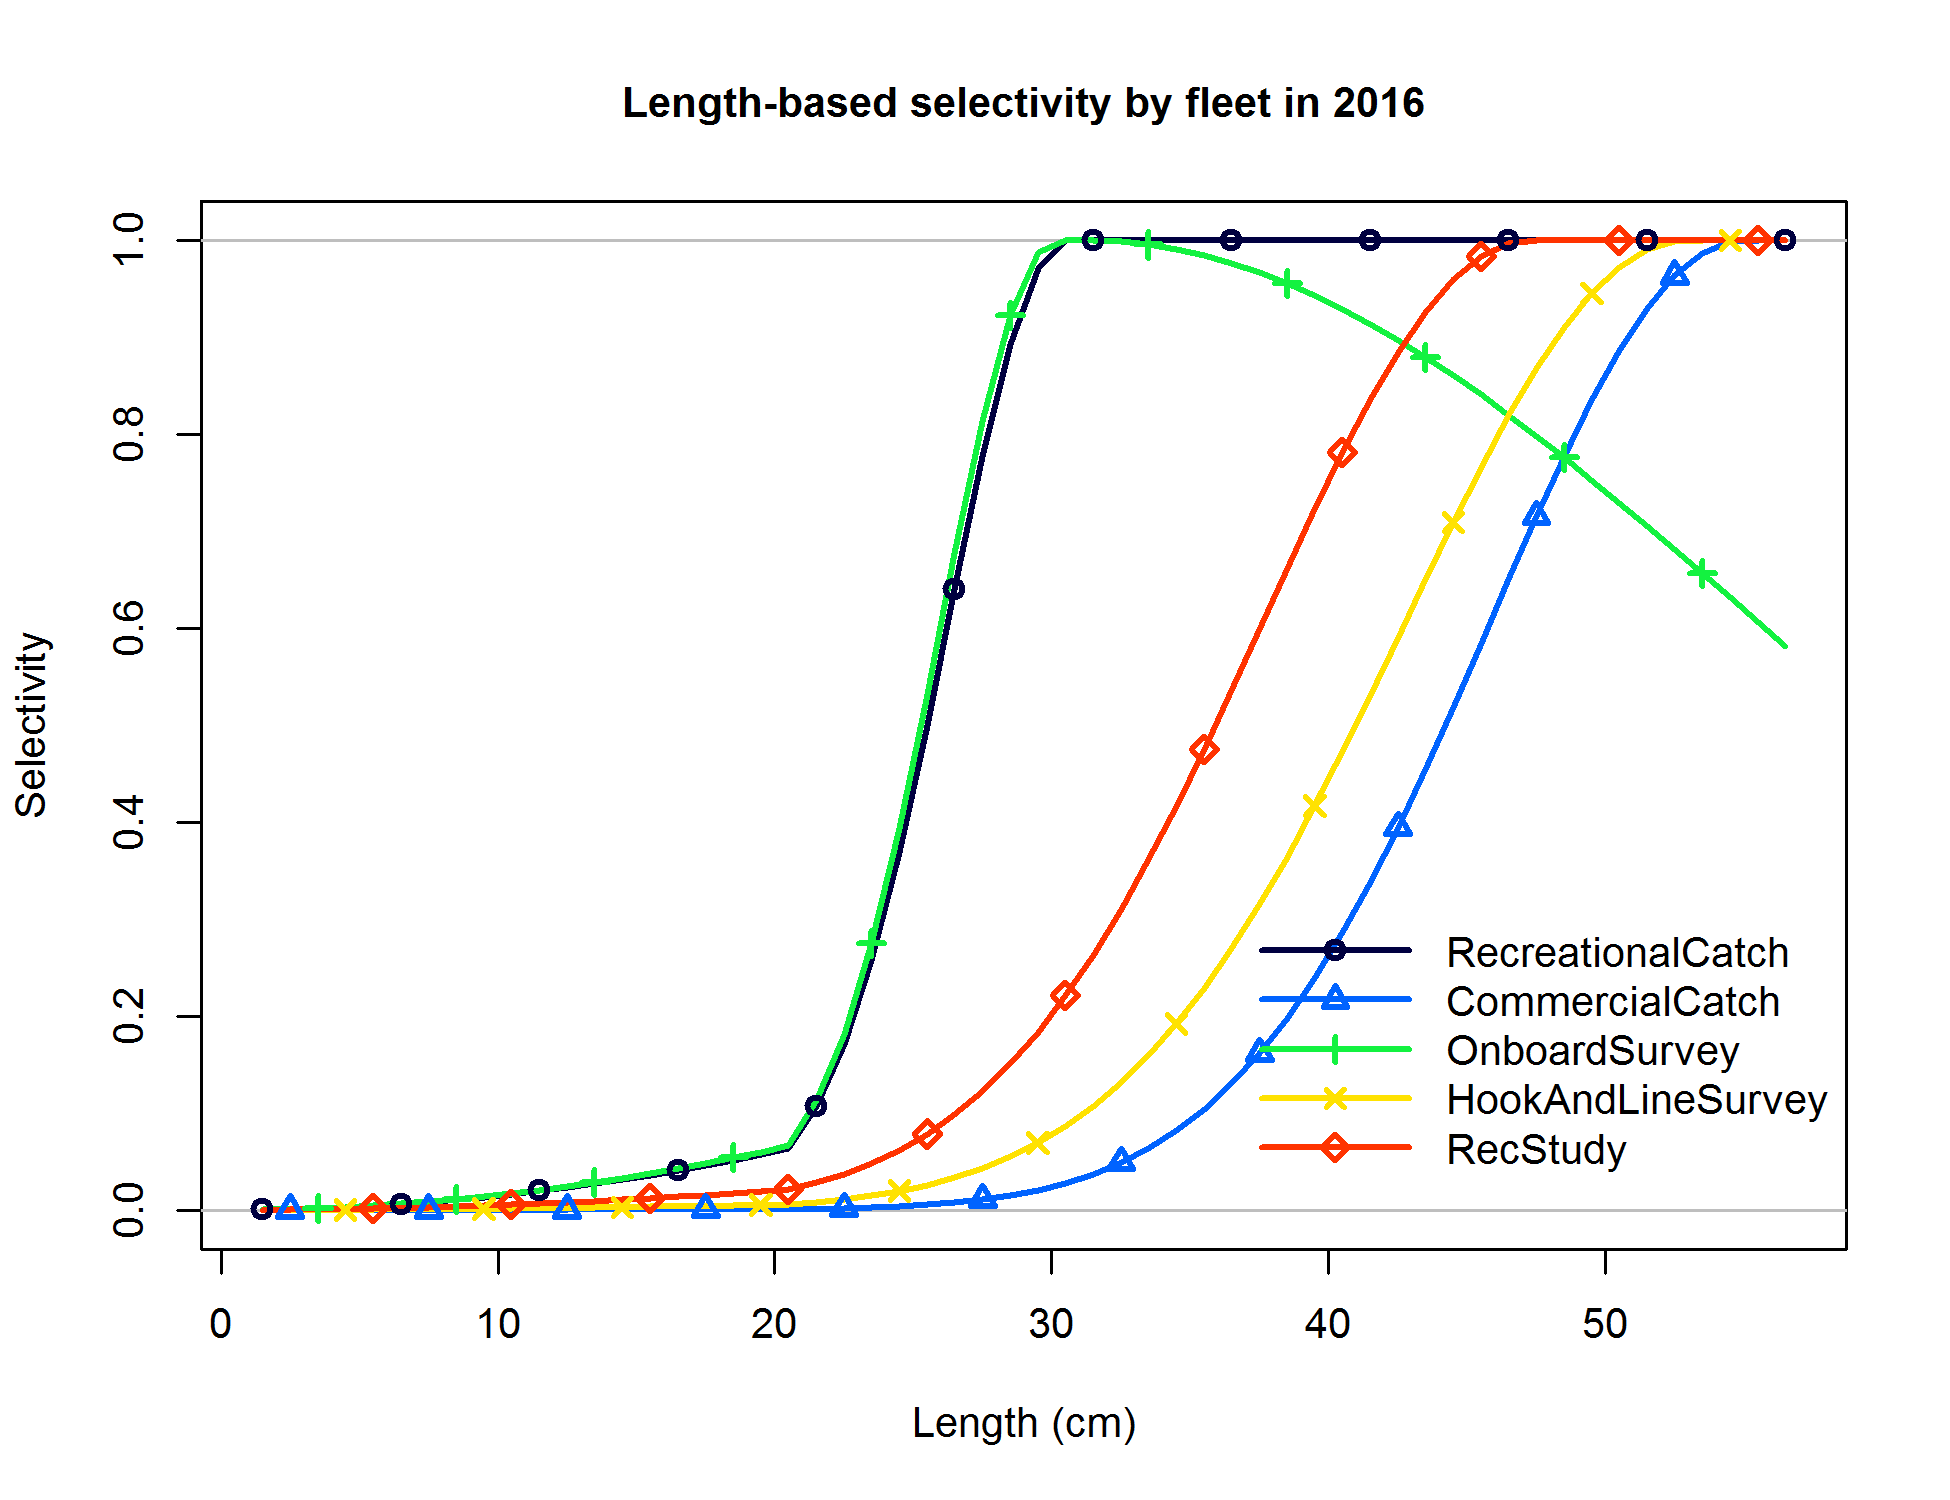 Length-based selectivity by fleet in 2016
Selectivity
1.0
0.8
0.6
0.4
0.2
0.0
RecreationalCatch
CommercialCatch
OnboardSurvey
HookAndLineSurvey
RecStudy
0 10 20 30 40 50
Length (cm)